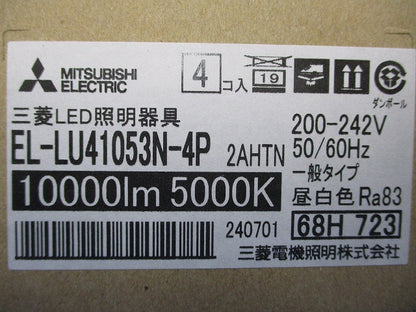 MITSUBISHI
ELECTRIC
4 コ入
19
ダンボール
三菱LED照明器具
EL-LU41053N-4P 2AHTN
200-242V
50/60Hz
一般タイプ
10000lm 5000K
昼白色 Ra83
240701
68H 723
三菱電機照明株式会社